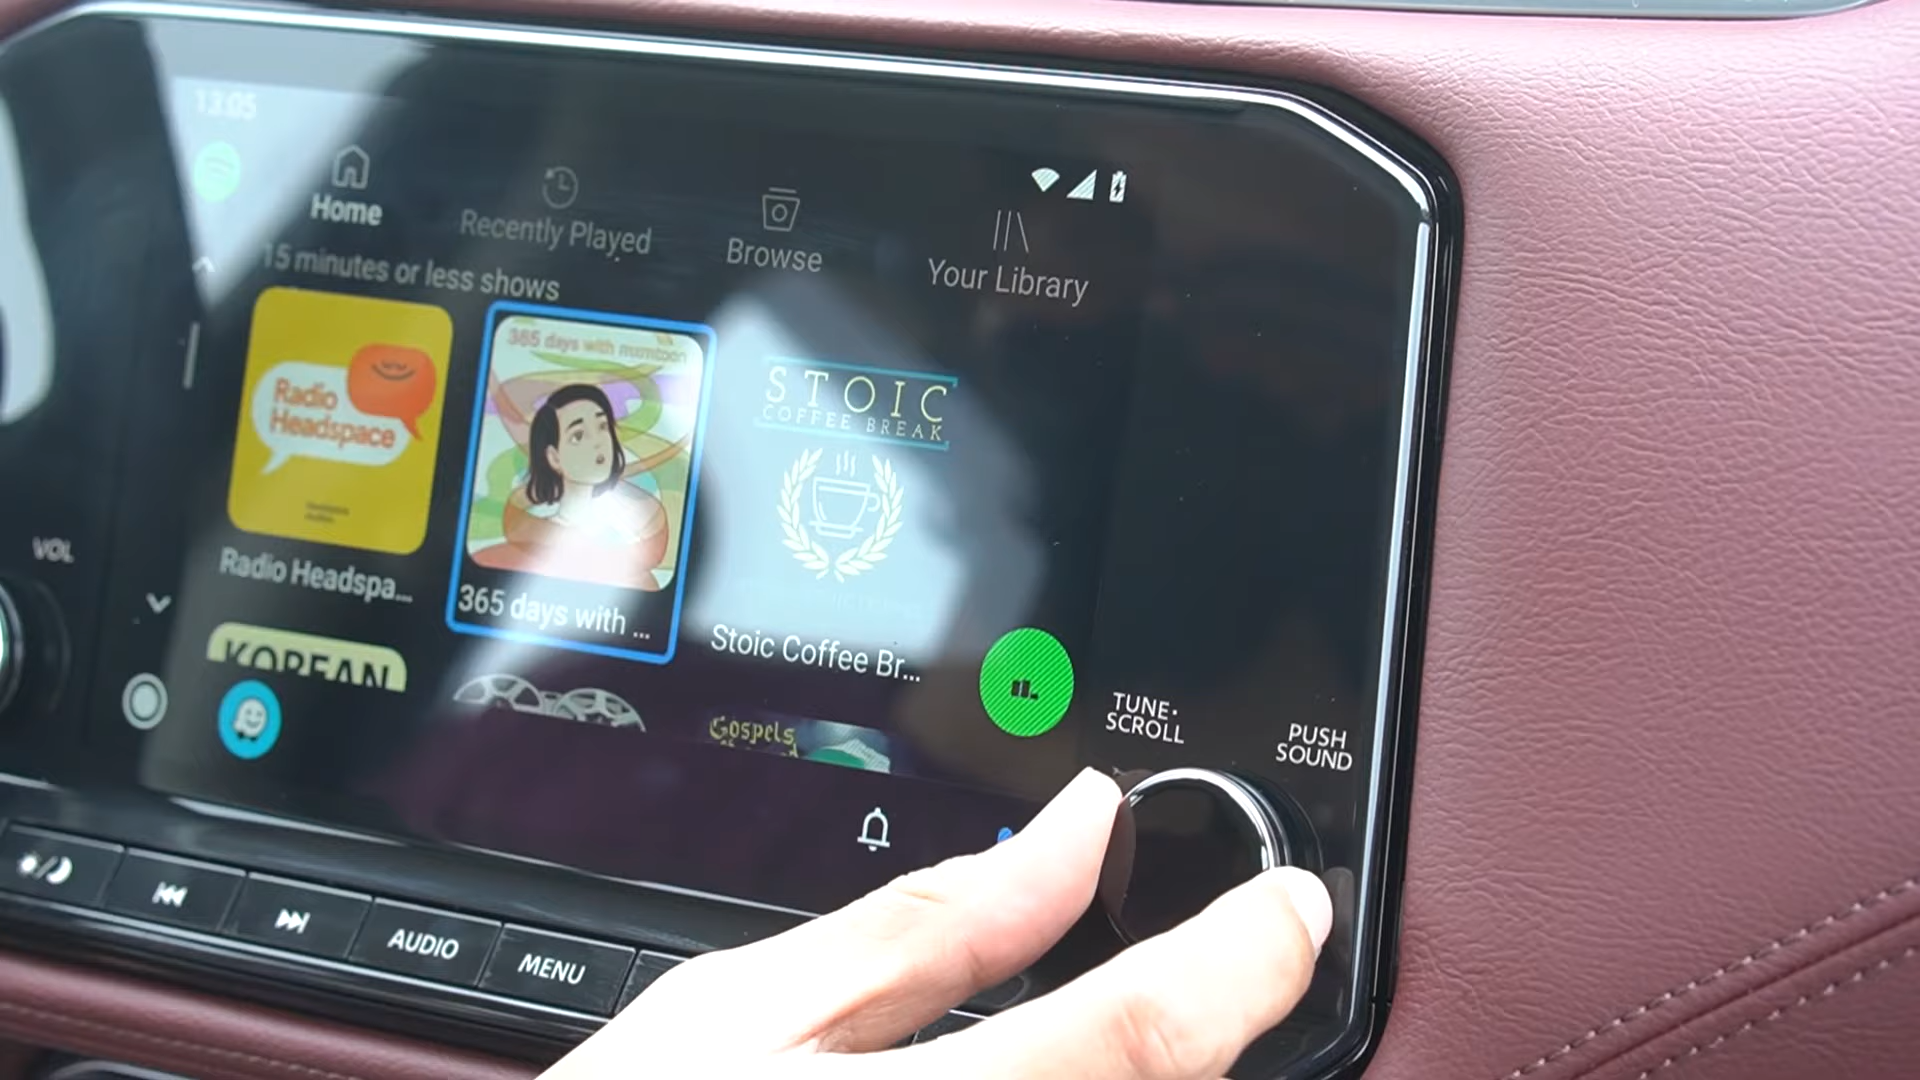 13:05
Home
Recently Played
Browse
Your Library
15 minutes or less shows
Radio
Headspace
365 days with mumtoon
STOIC
COFFEE BREAK
Radio Headspa...
365 days with ...
Stoic Coffee Br...
KOREAN
Gospels
VOL
TUNE·
SCROLL
PUSH
SOUND
AUDIO
MENU